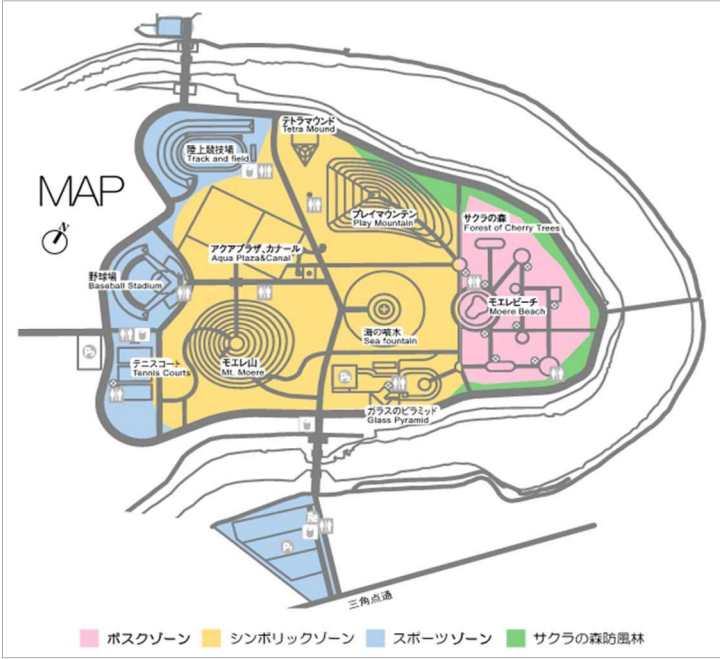 テトラマウンド
Tetra Mound
陸上競技場
Track and field
MAP
N
プレイマウンテン
Play Mountain
サクラの森
Forest of Cherry Trees
アクアプラザ、カナール
Aqua Plaza&Canal
野球場
Baseball Stadium
モエレビーチ
Moere Beach
海の噴水
Sea fountain
テニスコート
Tennis Courts
モエレ山
Mt. Moere
ガラスのピラミッド
Glass Pyramid
三角点通
ボスクゾーン シンボリックゾーン スポーツゾーン サクラの森防風林